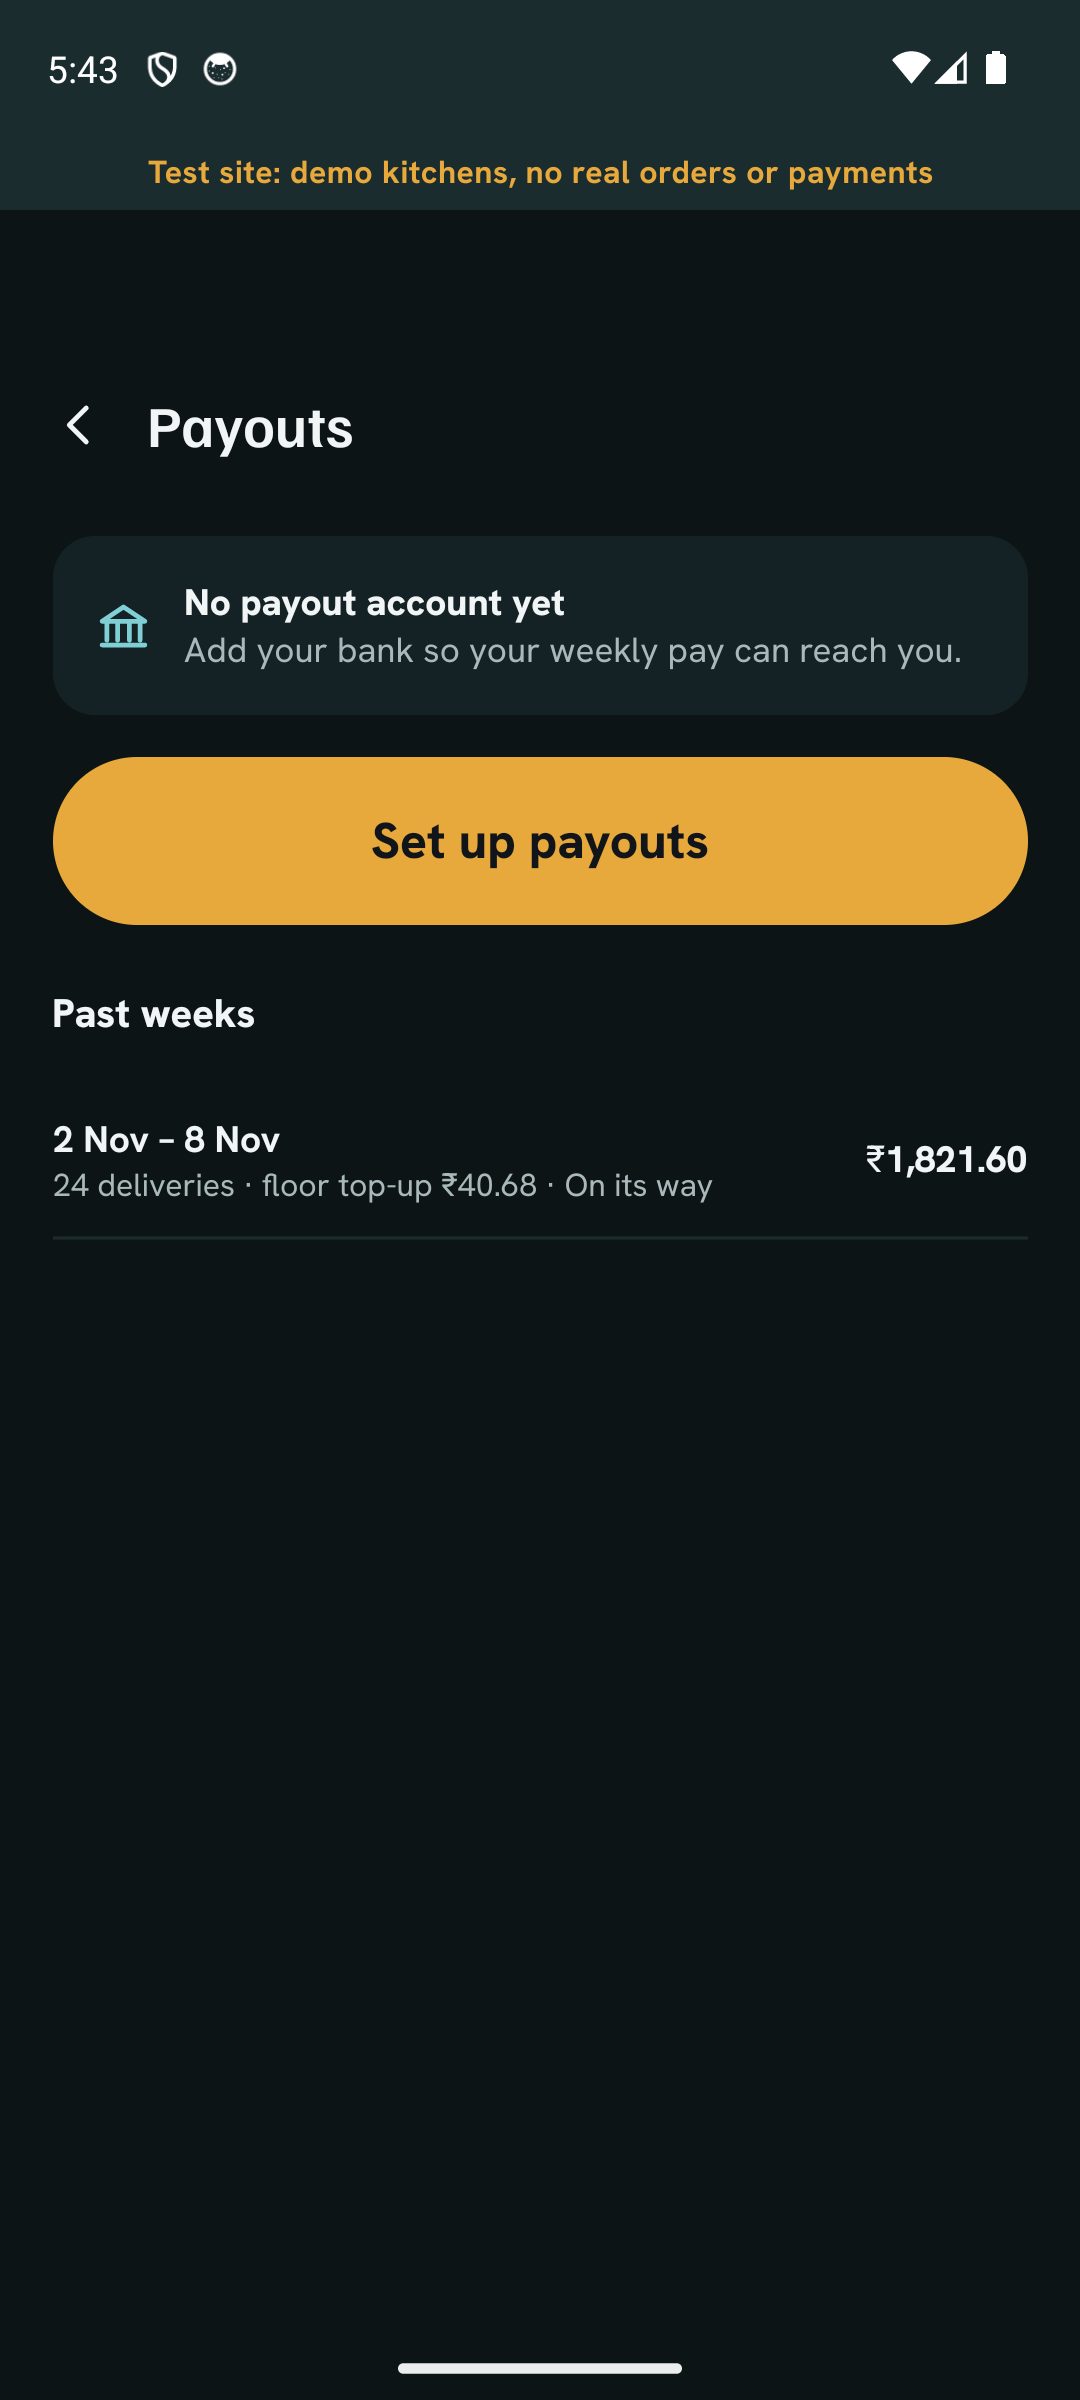 5:43
Test site: demo kitchens, no real orders or payments
Payouts
No payout account yet
Add your bank so your weekly pay can reach you.
Set up payouts
Past weeks
2 Nov – 8 Nov
₹1,821.60
24 deliveries · floor top-up ₹40.68 · On its way